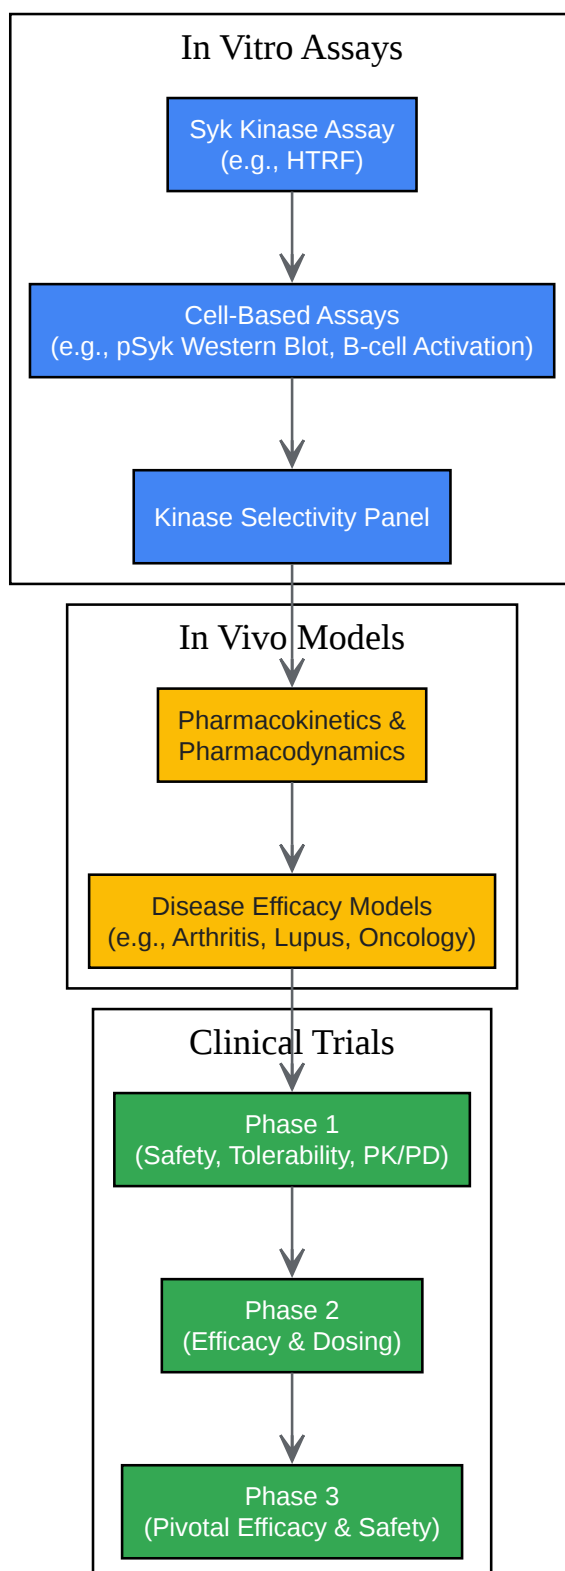 In Vitro Assays
Syk Kinase Assay
(e.g., HTRF)
Cell-Based Assays
(e.g., pSyk Western Blot, B-cell Activation)
Kinase Selectivity Panel
In Vivo Models
Pharmacokinetics &
Pharmacodynamics
Disease Efficacy Models
(e.g., Arthritis, Lupus, Oncology)
Clinical Trials
Phase 1
(Safety, Tolerability, PK/PD)
Phase 2
(Efficacy & Dosing)
Phase 3
(Pivotal Efficacy & Safety)